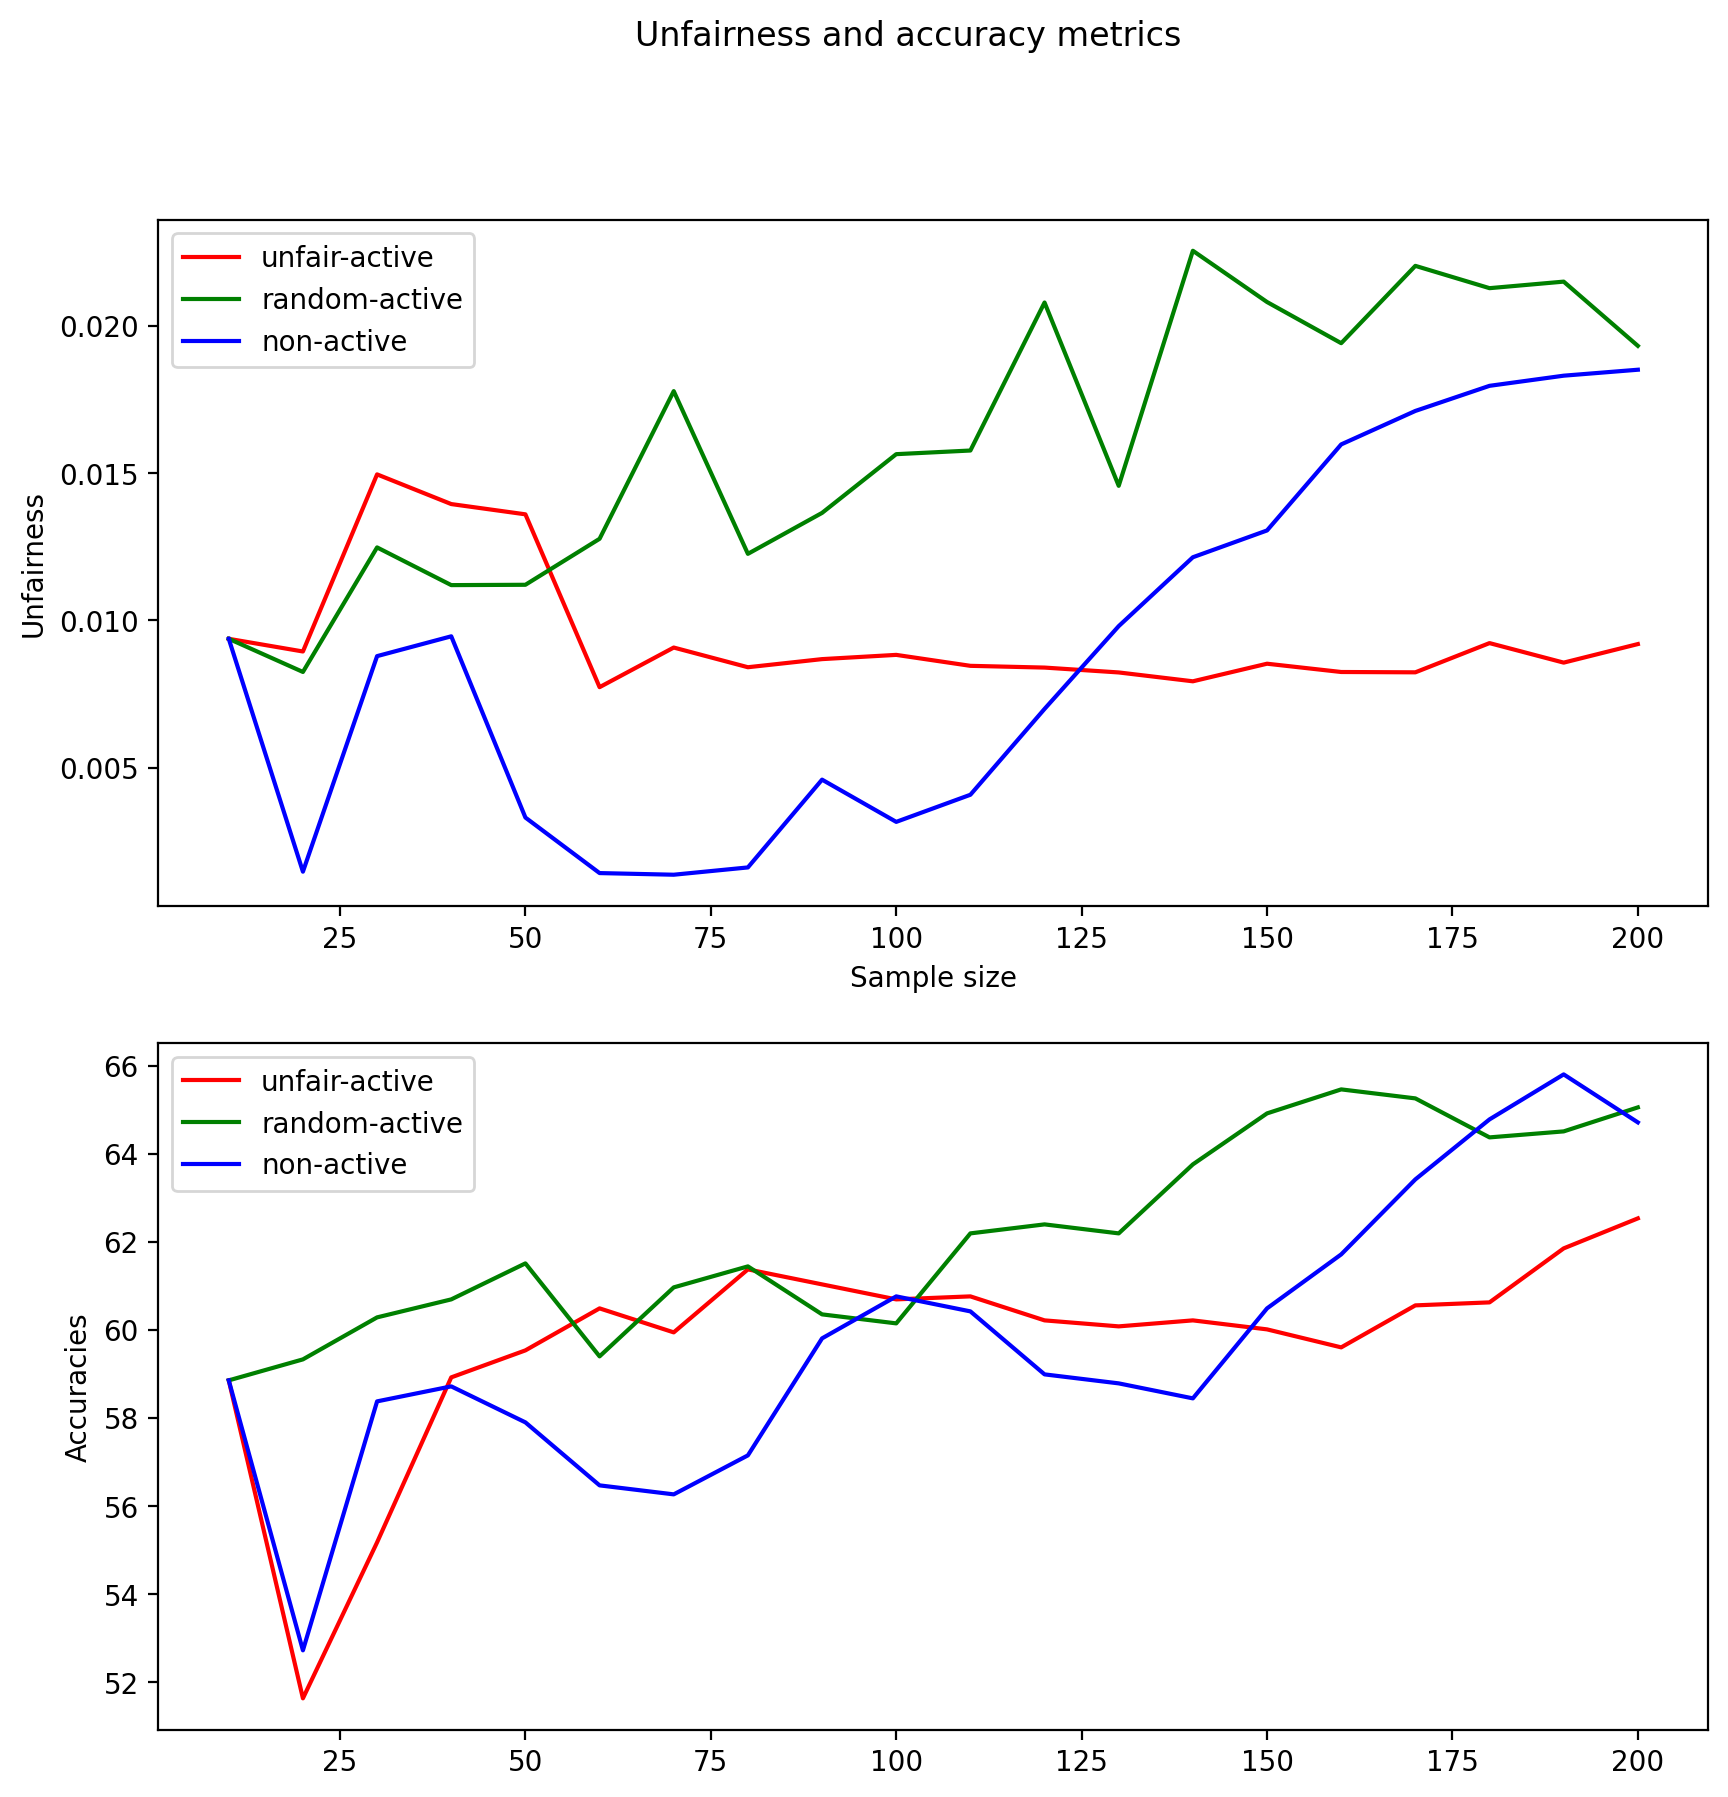 Unfairness and accuracy metrics
unfair-active
random-active
non-active
0.020
0.015
0.010
0.005
Unfairness
25 50 75 100 125 150 175 200
Sample size
unfair-active
random-active
non-active
66
64
62
60
58
56
54
52
Accuracies
25 50 75 100 125 150 175 200